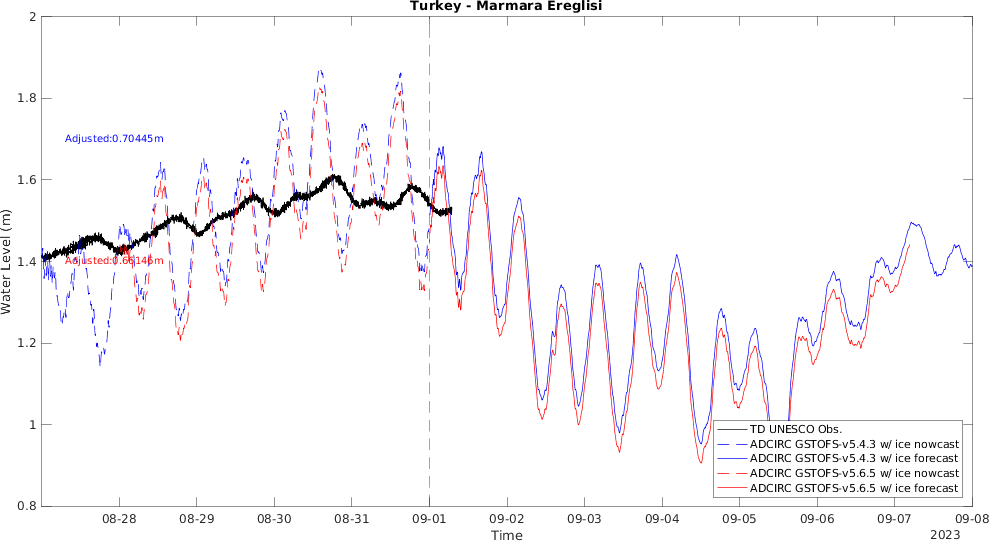 Turkey - Marmara Ereglisi
2
1.8
1.6
1.4
1.2
1
0.8
Water Level (m)
Adjusted:0.70445m
Adjusted:0.66146m
TD UNESCO Obs.
ADCIRC GSTOFS-v5.4.3 w/ ice nowcast
ADCIRC GSTOFS-v5.4.3 w/ ice forecast
ADCIRC GSTOFS-v5.6.5 w/ ice nowcast
ADCIRC GSTOFS-v5.6.5 w/ ice forecast
08-28 08-29 08-30 08-31 09-01 09-02 09-03 09-04 09-05 09-06 09-07 09-08
Time
2023